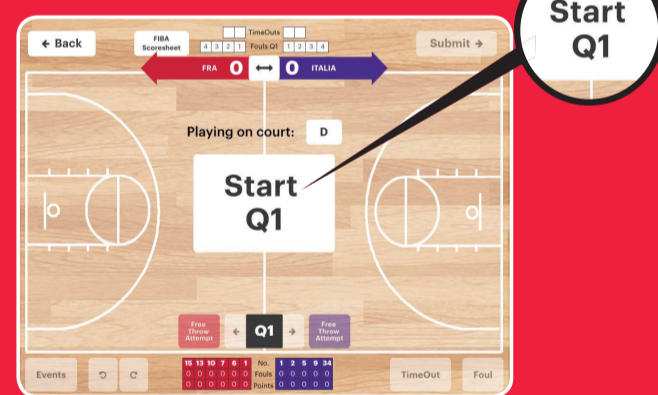 Start
Q1
TimeOuts
← Back
FIBA
Scoresheet
4 3 2 1 Fouls Q1 1 2 3 4
Submit →
FRA 0 ↔ 0 ITALIA
Playing on court: D
Start
Q1
Free
Throw
Attempt
← Q1 →
Free
Throw
Attempt
Events
15 13 10 7 6 1 No. 1 2 5 9 34
0 0 0 0 0 0 Fouls 0 0 0 0 0
0 0 0 0 0 0 Points 0 0 0 0 0
TimeOut
Foul